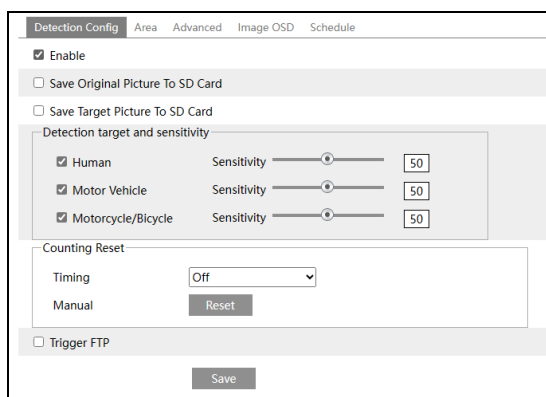 Detection Config Area Advanced Image OSD Schedule
Enable
Save Original Picture To SD Card
Save Target Picture To SD Card
Detection target and sensitivity
Human Sensitivity 50
Motor Vehicle Sensitivity 50
Motorcycle/Bicycle Sensitivity 50
Counting Reset
Timing Off
Manual Reset
Trigger FTP
Save